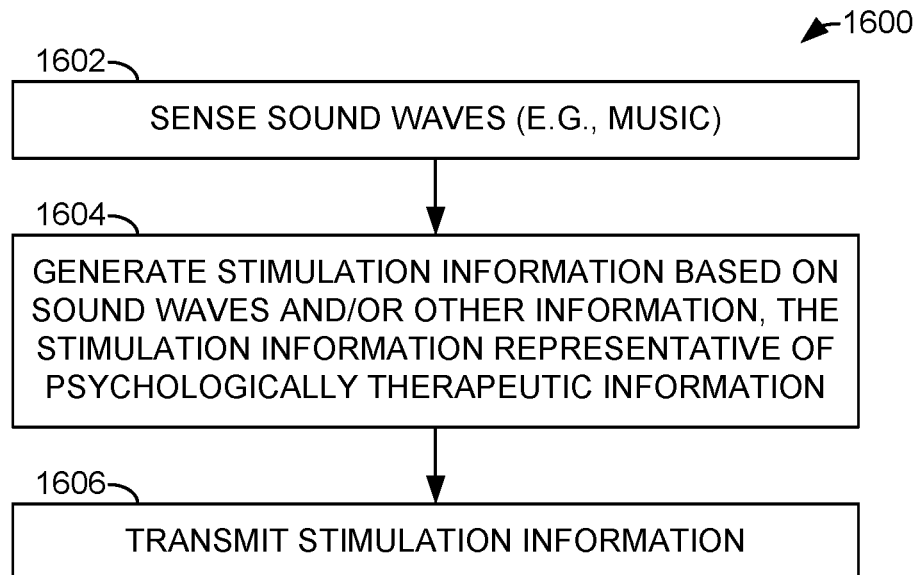 1600
1602
SENSE SOUND WAVES (E.G., MUSIC)
1604
GENERATE STIMULATION INFORMATION BASED ON
SOUND WAVES AND/OR OTHER INFORMATION, THE
STIMULATION INFORMATION REPRESENTATIVE OF
PSYCHOLOGICALLY THERAPEUTIC INFORMATION
1606
TRANSMIT STIMULATION INFORMATION